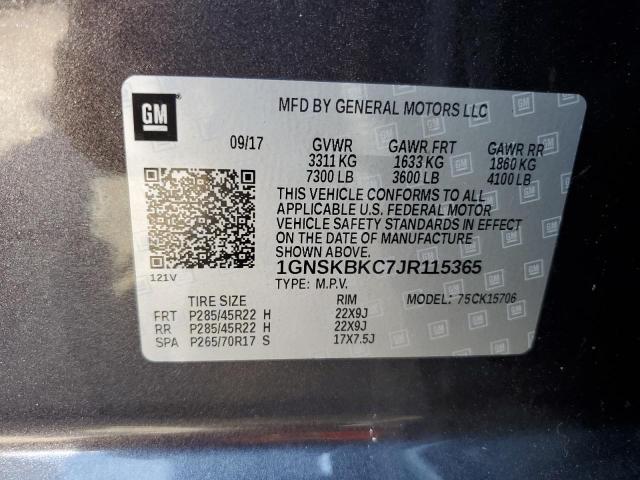 GM
MFD BY GENERAL MOTORS LLC
09/17 GVWR GAWR FRT GAWR RR
3311 KG 1633 KG 1860 KG
7300 LB 3600 LB 4100 LB
THIS VEHICLE CONFORMS TO ALL
APPLICABLE U.S. FEDERAL MOTOR
VEHICLE SAFETY STANDARDS IN EFFECT
ON THE DATE OF MANUFACTURE
SHOWN ABOVE.
1GNSKBKC7JR115365
121V
TYPE: M.P.V.
TIRE SIZE RIM MODEL: 75CK15706
FRT P285/45R22 H 22X9J
RR P285/45R22 H 22X9J
SPA P265/70R17 S 17X7.5J